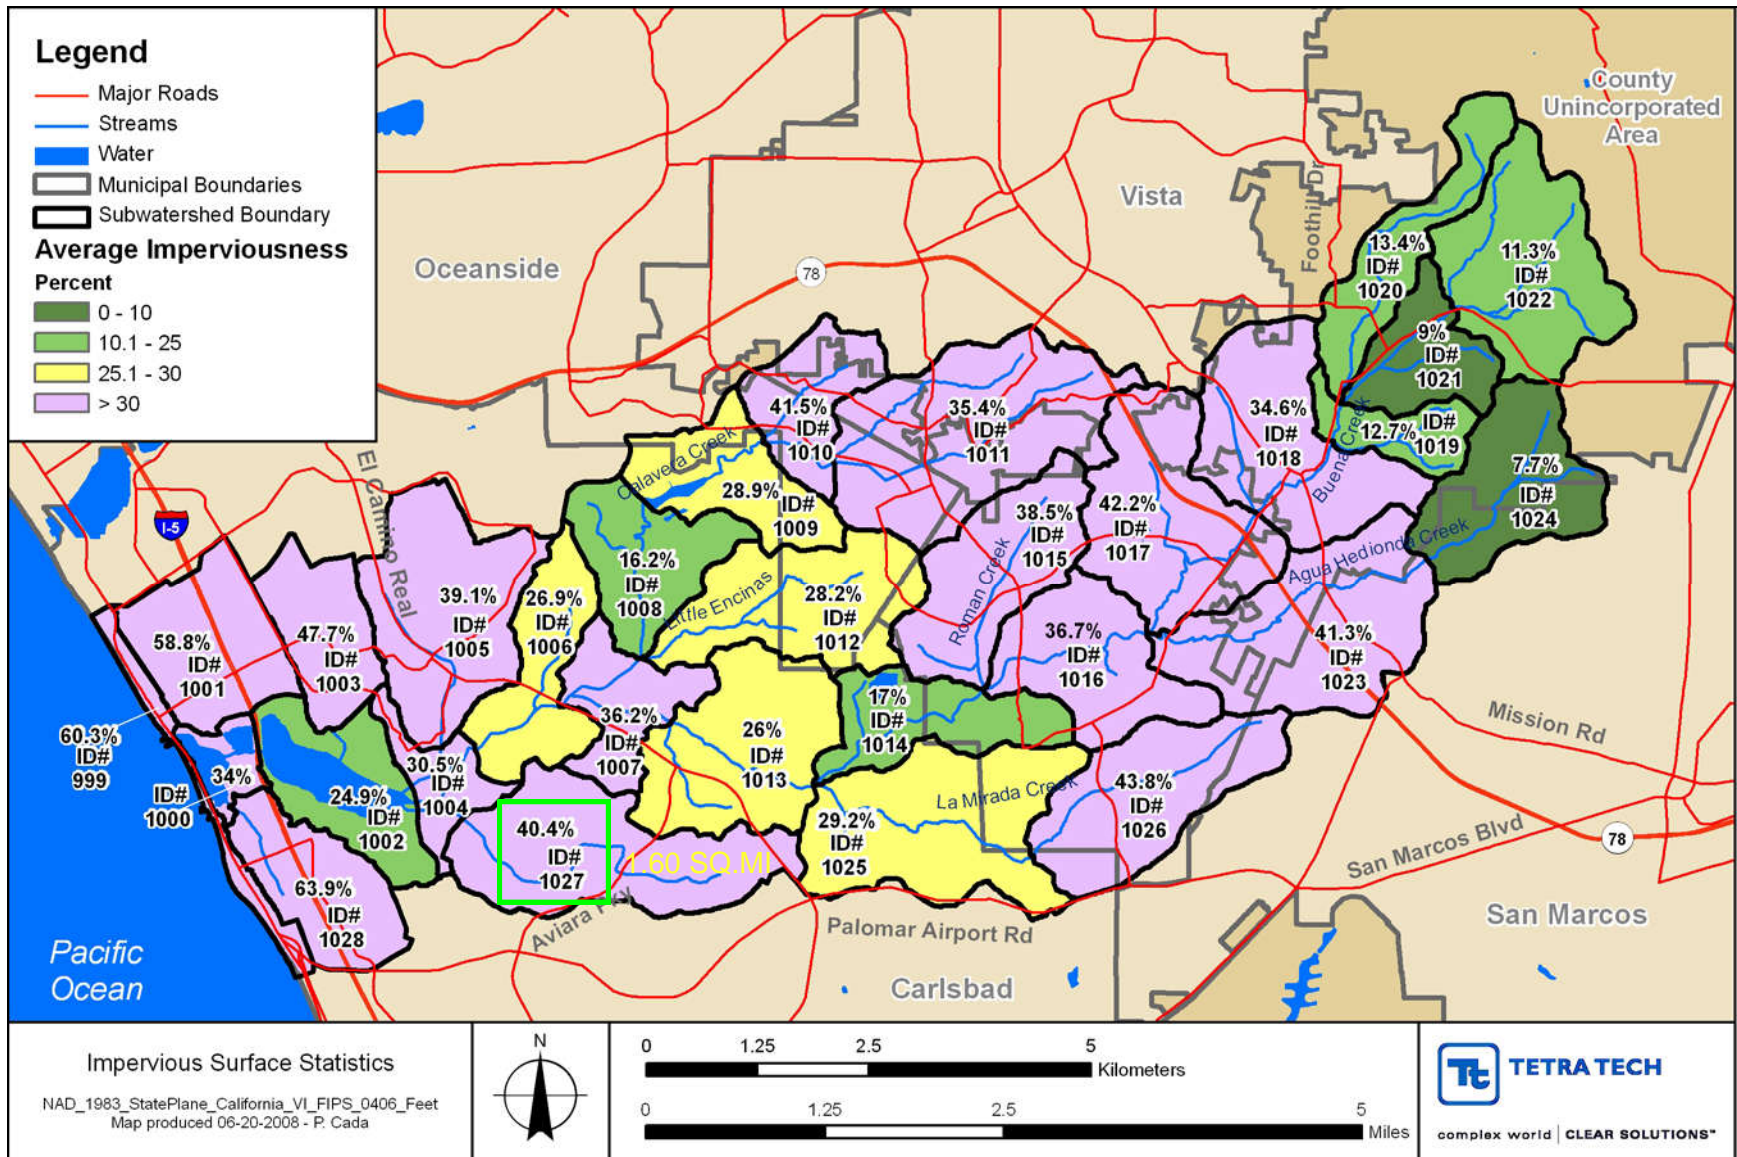 Legend
Major Roads
Streams
Water
Municipal Boundaries
Subwatershed Boundary
Average Imperviousness
Percent
0 - 10
10.1 - 25
25.1 - 30
> 30
County
Unincorporated
Area
Vista
Foothill Dr
Oceanside
78
13.4%
ID#
1020
11.3%
ID#
1022
9%
ID#
1021
12.7%
ID#
1019
7.7%
ID#
1024
34.6%
ID#
1018
Buena Creek
41.5%
ID#
1010
35.4%
ID#
1011
Calavera Creek
28.9%
ID#
1009
38.5%
ID#
1015
42.2%
ID#
1017
Agua Hedionda Creek
El Camino Real
I-5
16.2%
ID#
1008
Little Encinas
28.2%
ID#
1012
Roman Creek
36.7%
ID#
1016
41.3%
ID#
1023
39.1%
ID#
1005
26.9%
ID#
1006
58.8%
ID#
1001
47.7%
ID#
1003
60.3%
ID#
999
34%
ID#
1000
24.9%
ID#
1002
30.5%
ID#
1004
36.2%
ID#
1007
26%
ID#
1013
17%
ID#
1014
La Mirada Creek
43.8%
ID#
1026
29.2%
ID#
1025
40.4%
ID#
1027
1.60 SQ.MI
63.9%
ID#
1028
Aviara Pky
Palomar Airport Rd
Mission Rd
San Marcos Blvd
78
San Marcos
Carlsbad
Pacific
Ocean
Impervious Surface Statistics
NAD_1983_StatePlane_California_VI_FIPS_0406_Feet
Map produced 06-20-2008 - P. Cada
N
0 1.25 2.5 5
Kilometers
0 1.25 2.5 5
Miles
Tt TETRA TECH
complex world | CLEAR SOLUTIONS™